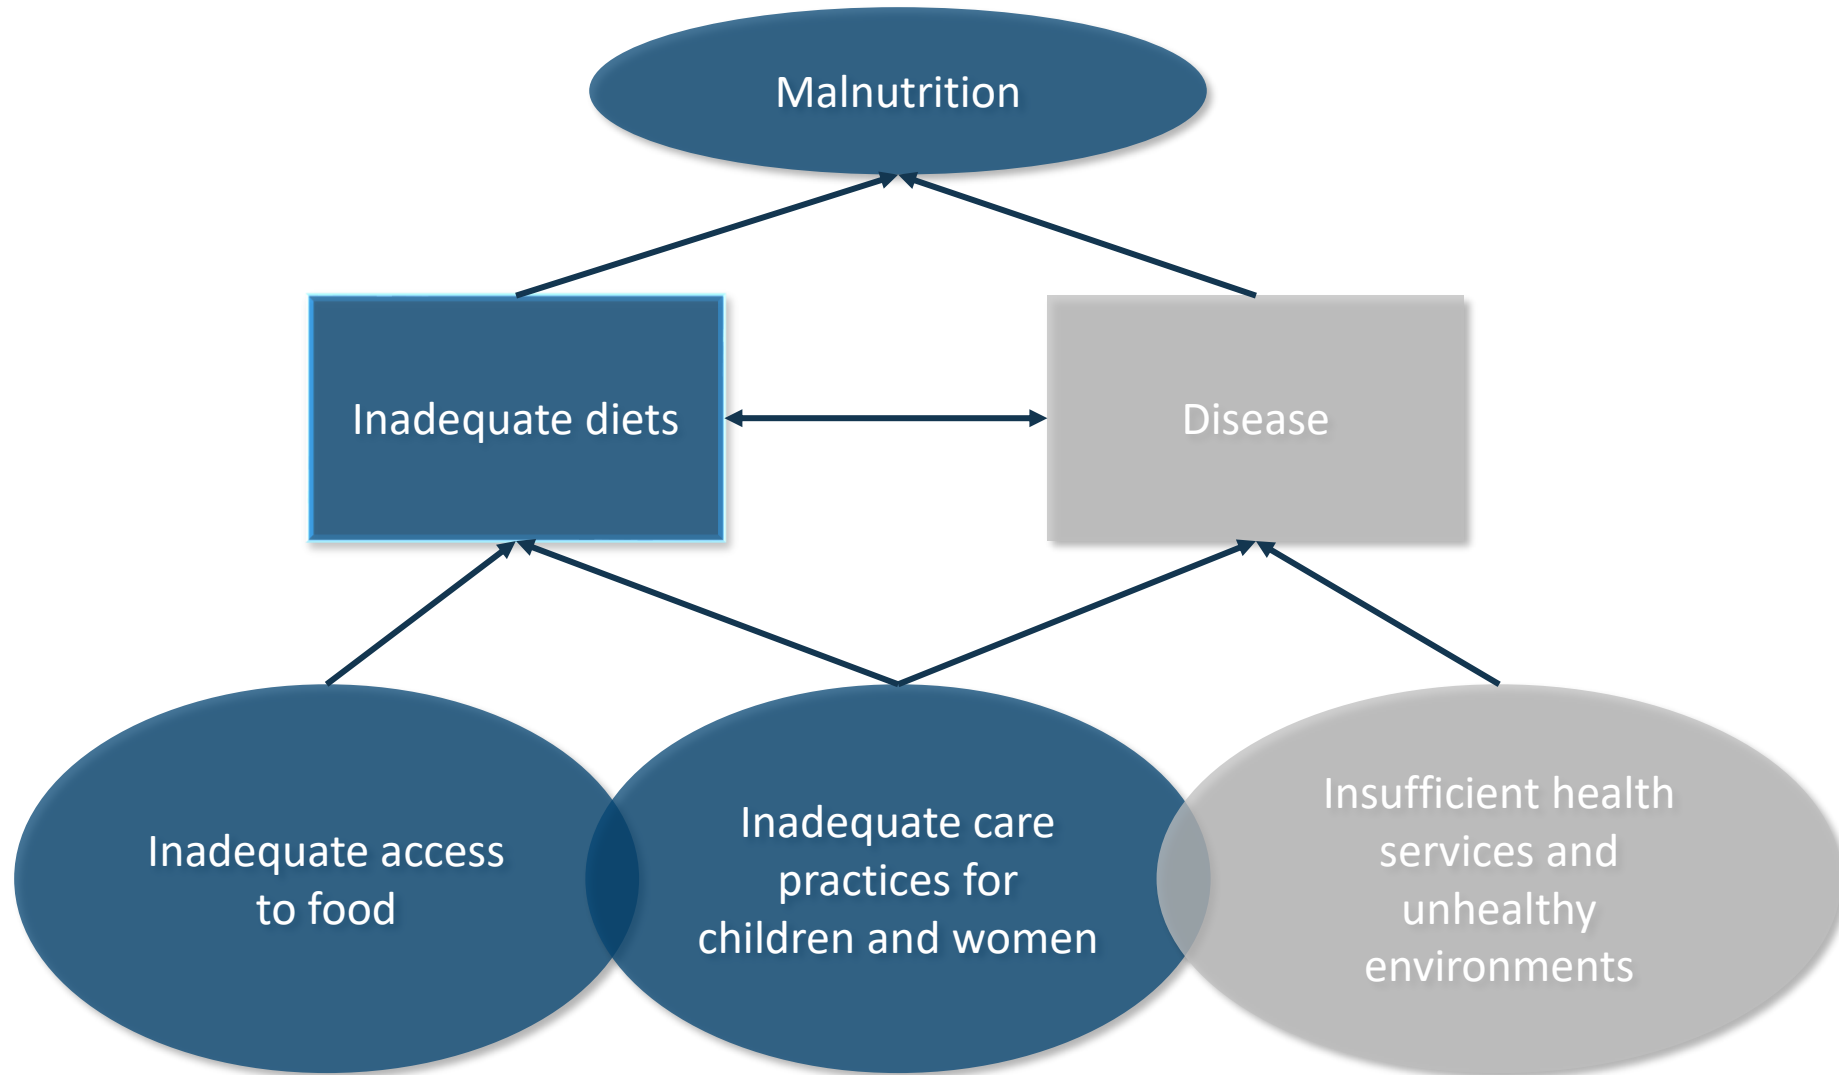 Malnutrition
Inadequate diets
Disease
Inadequate access
to food
Inadequate care
practices for
children and women
Insufficient health
services and
unhealthy
environments